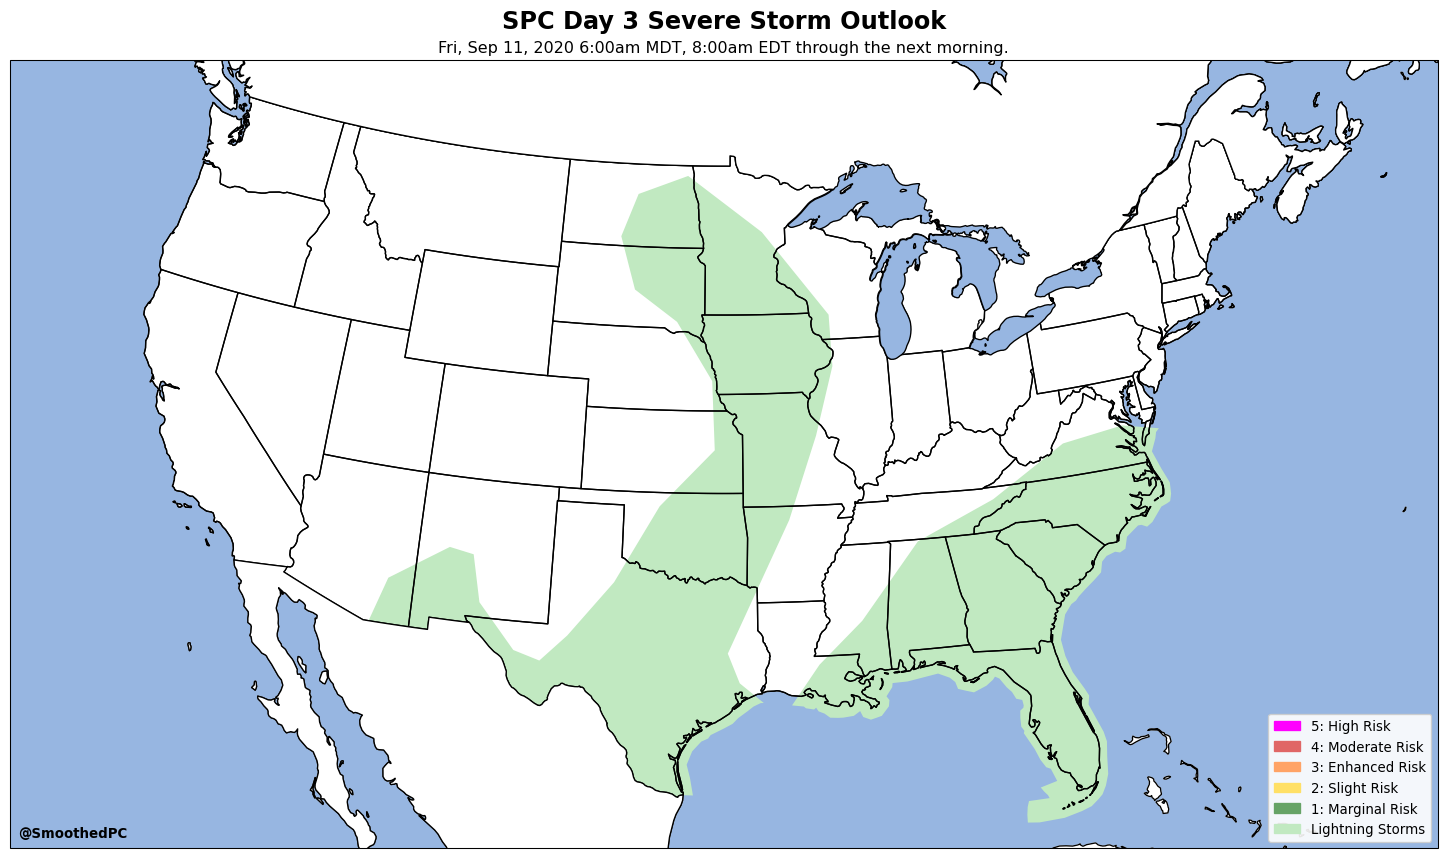 SPC Day 3 Severe Storm Outlook
Fri, Sep 11, 2020 6:00am MDT, 8:00am EDT through the next morning.
5: High Risk
4: Moderate Risk
3: Enhanced Risk
2: Slight Risk
1: Marginal Risk
Lightning Storms
@SmoothedPC